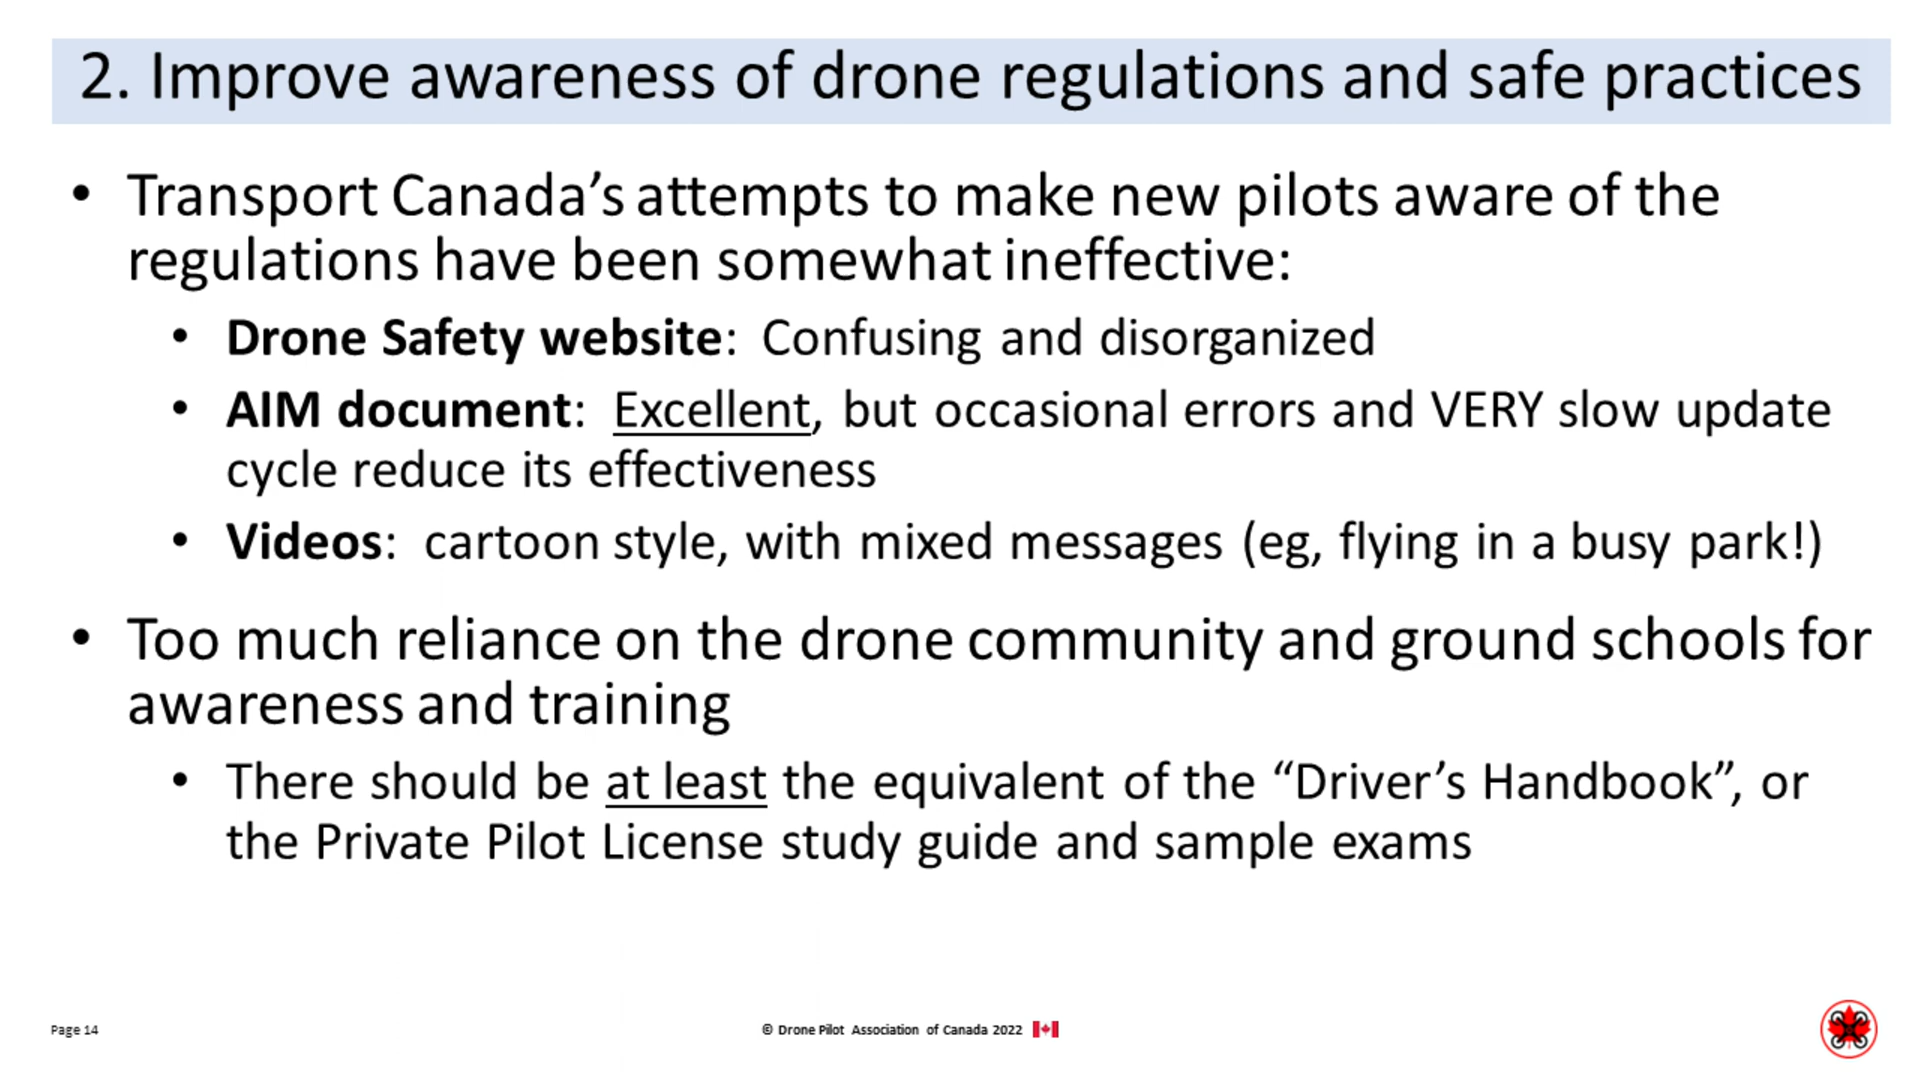 2. Improve awareness of drone regulations and safe practices
• Transport Canada’s attempts to make new pilots aware of the
regulations have been somewhat ineffective:
• Drone Safety website: Confusing and disorganized
• AIM document: Excellent, but occasional errors and VERY slow update
cycle reduce its effectiveness
• Videos: cartoon style, with mixed messages (eg, flying in a busy park!)
• Too much reliance on the drone community and ground schools for
awareness and training
• There should be at least the equivalent of the “Driver’s Handbook”, or
the Private Pilot License study guide and sample exams
Page 14
© Drone Pilot Association of Canada 2022